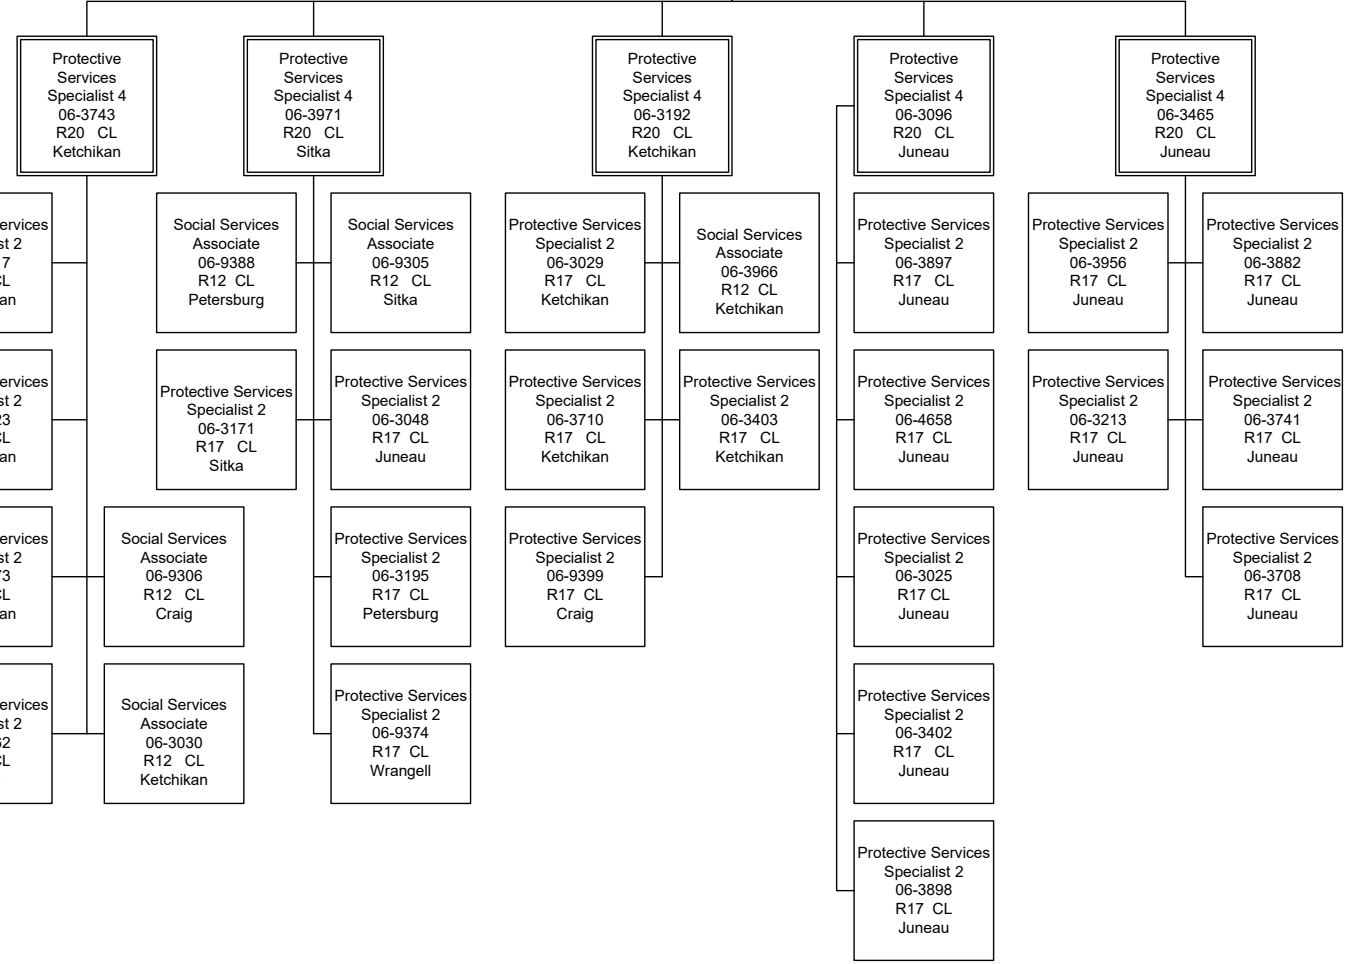 Protective
Services
Specialist 4
06-3743
R20 CL
Ketchikan
Protective
Services
Specialist 4
06-3971
R20 CL
Sitka
Protective
Services
Specialist 4
06-3192
R20 CL
Ketchikan
Protective
Services
Specialist 4
06-3096
R20 CL
Juneau
Protective
Services
Specialist 4
06-3465
R20 CL
Juneau
Social Services
Associate
06-9388
R12 CL
Petersburg
Social Services
Associate
06-9305
R12 CL
Sitka
Protective Services
Specialist 2
06-3029
R17 CL
Ketchikan
Social Services
Associate
06-3966
R12 CL
Ketchikan
Protective Services
Specialist 2
06-3897
R17 CL
Juneau
Protective Services
Specialist 2
06-3956
R17 CL
Juneau
Protective Services
Specialist 2
06-3882
R17 CL
Juneau
Protective Services
Specialist 2
06-3171
R17 CL
Sitka
Protective Services
Specialist 2
06-3048
R17 CL
Juneau
Protective Services
Specialist 2
06-3710
R17 CL
Ketchikan
Protective Services
Specialist 2
06-3403
R17 CL
Ketchikan
Protective Services
Specialist 2
06-4658
R17 CL
Juneau
Protective Services
Specialist 2
06-3213
R17 CL
Juneau
Protective Services
Specialist 2
06-3741
R17 CL
Juneau
Social Services
Associate
06-9306
R12 CL
Craig
Protective Services
Specialist 2
06-3195
R17 CL
Petersburg
Protective Services
Specialist 2
06-9399
R17 CL
Craig
Protective Services
Specialist 2
06-3025
R17 CL
Juneau
Protective Services
Specialist 2
06-3708
R17 CL
Juneau
Social Services
Associate
06-3030
R12 CL
Ketchikan
Protective Services
Specialist 2
06-9374
R17 CL
Wrangell
Protective Services
Specialist 2
06-3402
R17 CL
Juneau
Protective Services
Specialist 2
06-3898
R17 CL
Juneau